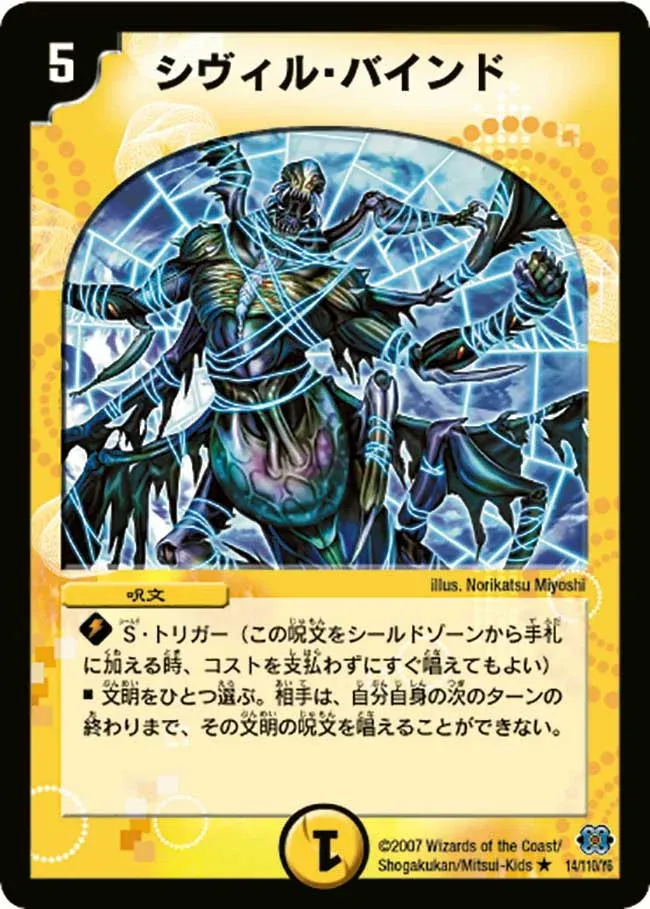 5
シヴィル・バインド
illus. Norikatsu Miyoshi
呪文
S・トリガー（この呪文をシールドゾーンから手札
に加える時、コストを支払わずにすぐ唱えてもよい）
■ 文明をひとつ選ぶ。相手は、自分自身の次のターンの
終わりまで、その文明の呪文を唱えることができない。
1
©2007 Wizards of the Coast/
Shogakukan/Mitsui-Kids ★ 14/110/Y6